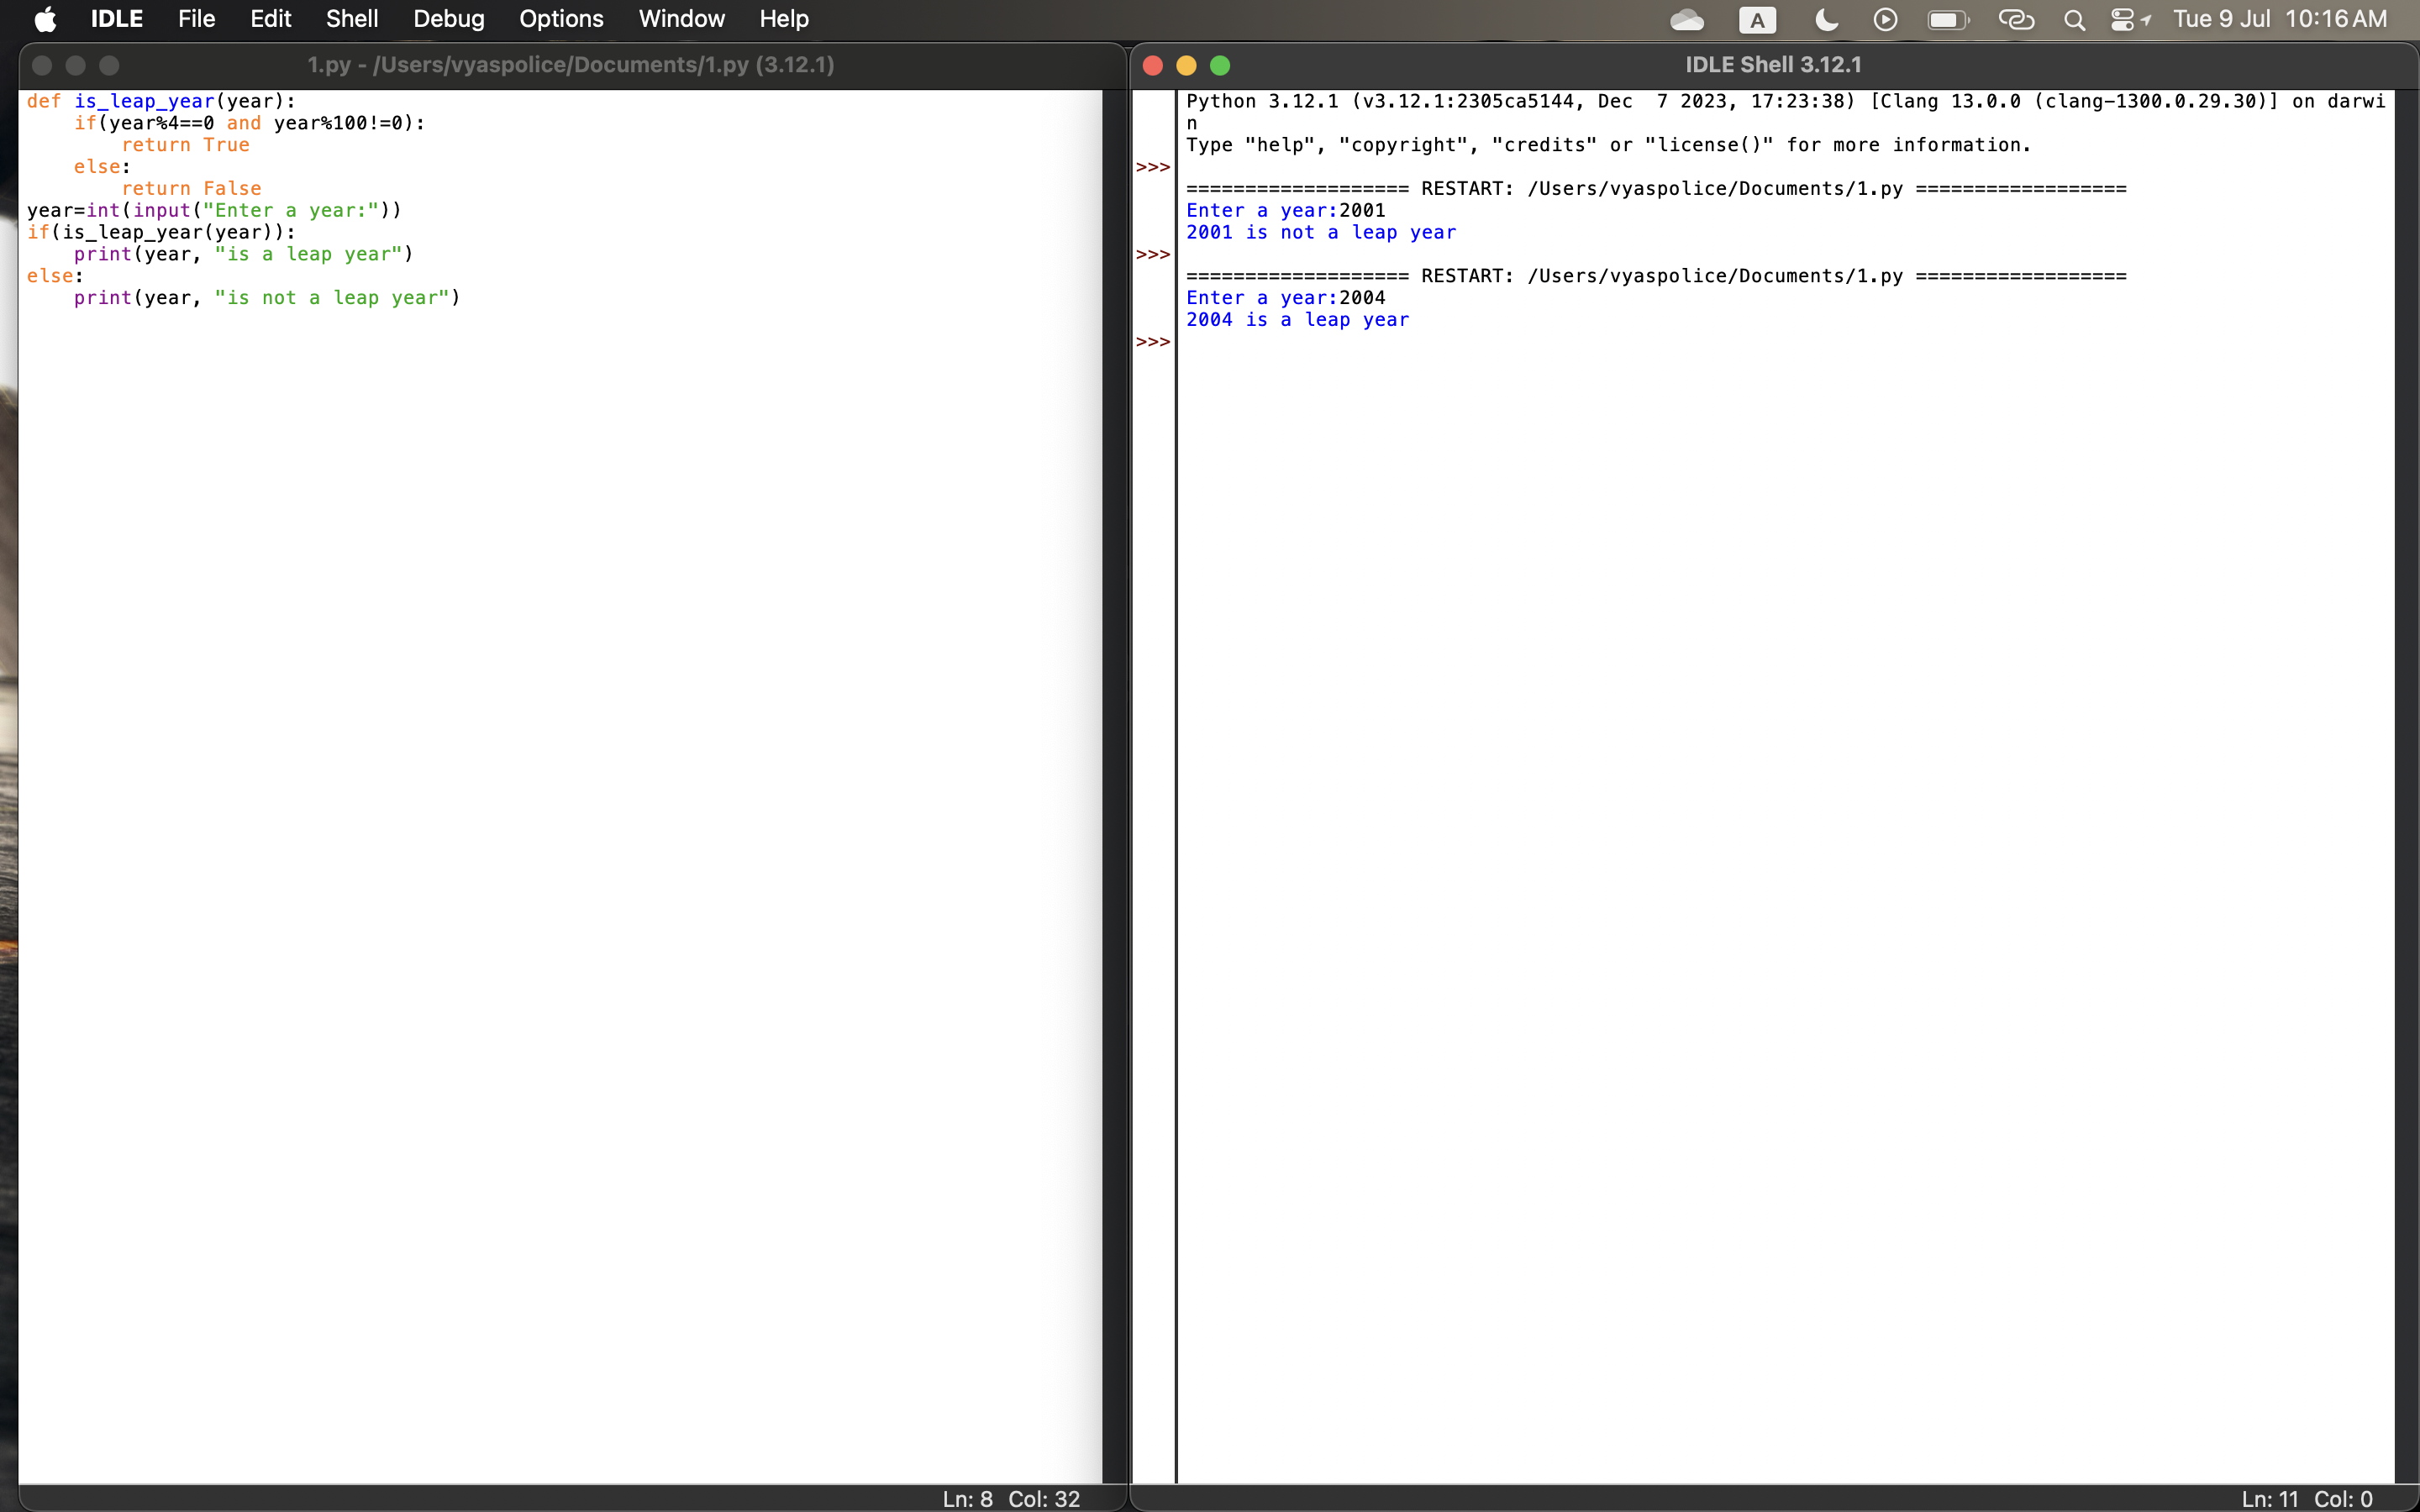 IDLE File Edit Shell Debug Options Window Help A Tue 9 Jul 10:16 AM
1.py - /Users/vyaspolice/Documents/1.py (3.12.1)
def is_leap_year(year):
    if(year%4==0 and year%100!=0):
        return True
    else:
        return False
year=int(input("Enter a year:"))
if(is_leap_year(year)):
    print(year, "is a leap year")
else:
    print(year, "is not a leap year")
Ln: 8 Col: 32
IDLE Shell 3.12.1
Python 3.12.1 (v3.12.1:2305ca5144, Dec  7 2023, 17:23:38) [Clang 13.0.0 (clang-1300.0.29.30)] on darwi
n
Type "help", "copyright", "credits" or "license()" for more information.
>>>
=================== RESTART: /Users/vyaspolice/Documents/1.py ==================
Enter a year:2001
2001 is not a leap year
>>>
=================== RESTART: /Users/vyaspolice/Documents/1.py ==================
Enter a year:2004
2004 is a leap year
>>>
Ln: 11 Col: 0